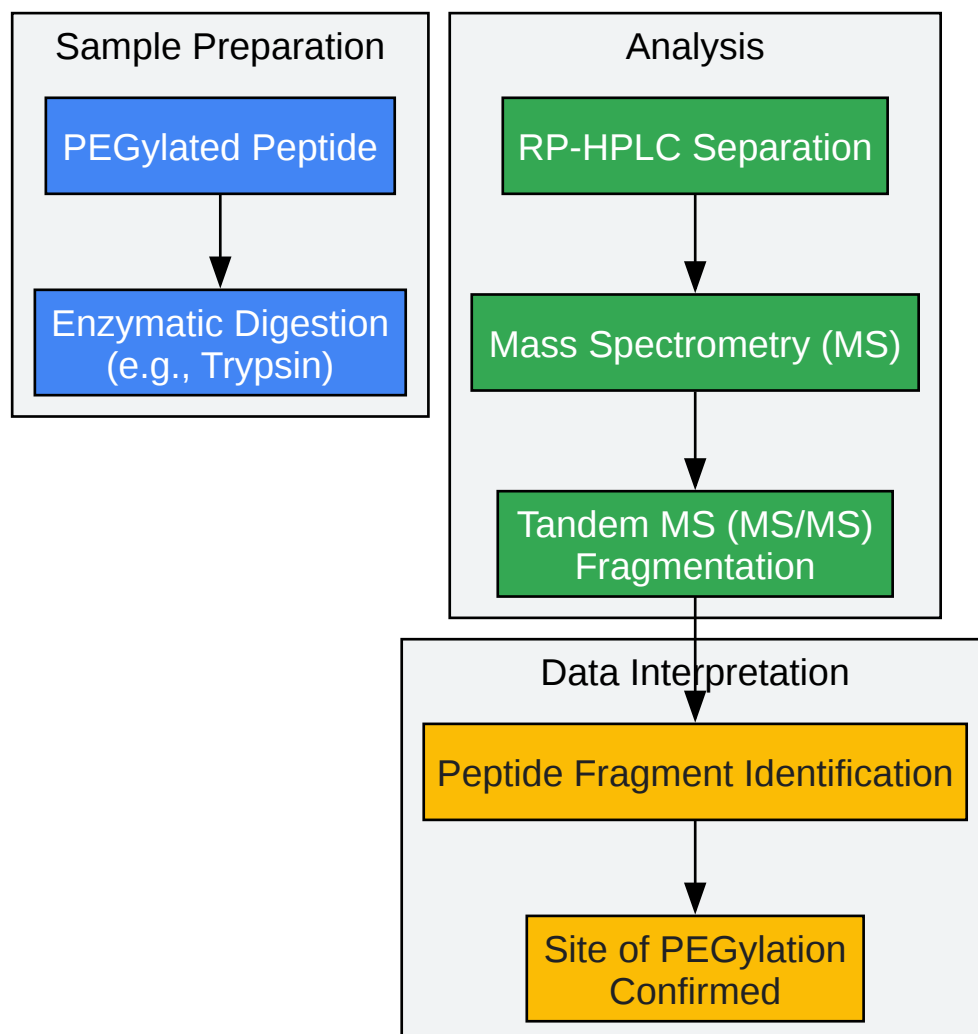 Sample Preparation
PEGylated Peptide
Enzymatic Digestion
(e.g., Trypsin)
Analysis
RP-HPLC Separation
Mass Spectrometry (MS)
Tandem MS (MS/MS)
Fragmentation
Data Interpretation
Peptide Fragment Identification
Site of PEGylation
Confirmed